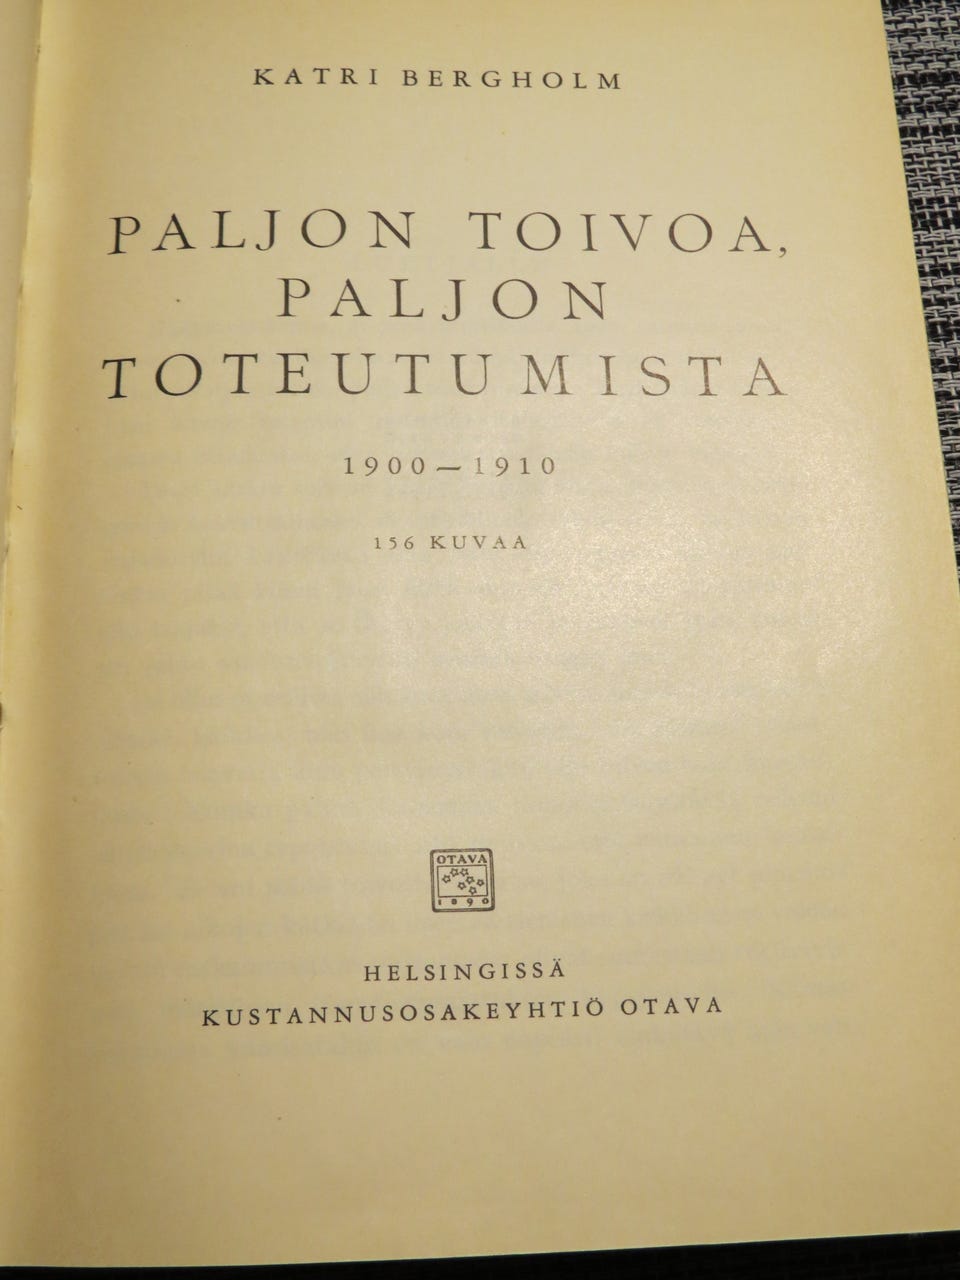 KATRI BERGHOLM
PALJON TOIVOA,
PALJON
TOTEUTUMISTA
1900—1910
156 KUVAA
OTAVA
1890
HELSINGISSÄ
KUSTANNUSOSAKEYHTIÖ OTAVA